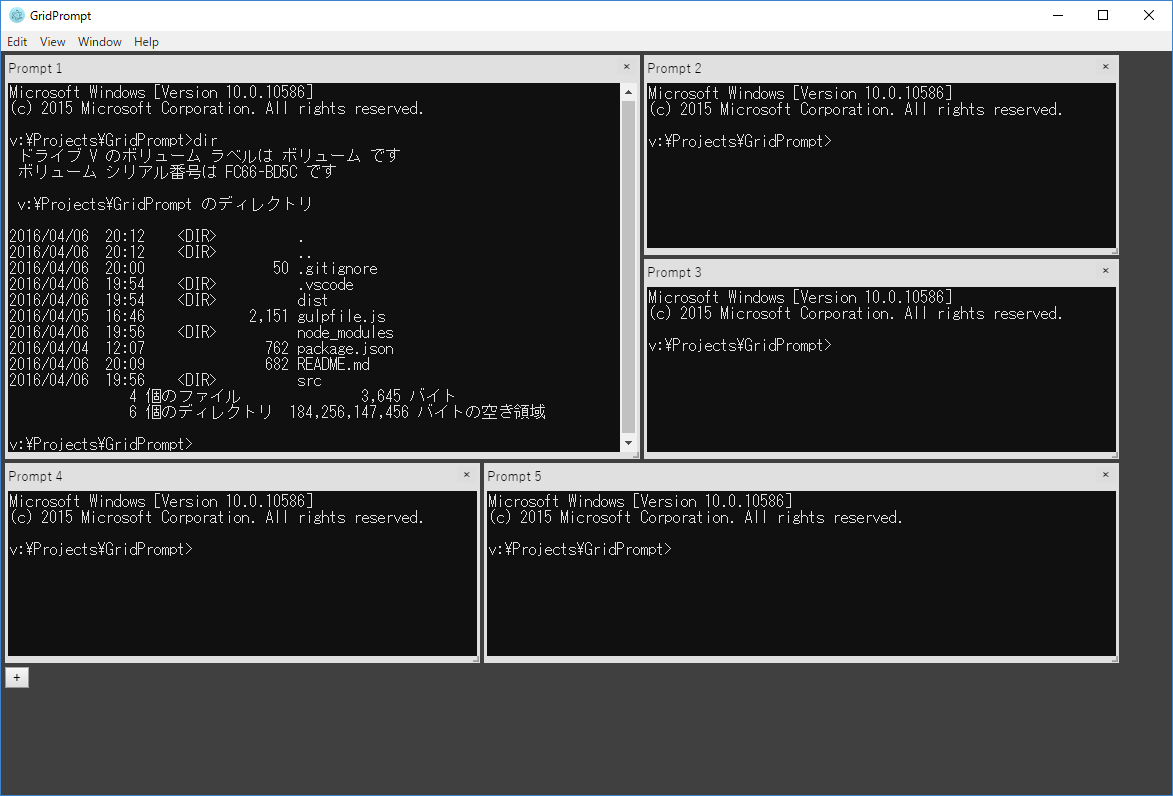 GridPrompt
Edit View Window Help
Prompt 1 ×
Microsoft Windows [Version 10.0.10586]
(c) 2015 Microsoft Corporation. All rights reserved.
v:¥Projects¥GridPrompt>dir
ドライブ V のボリューム ラベルは ボリューム です
ボリューム シリアル番号は FC66-BD5C です
v:¥Projects¥GridPrompt のディレクトリ
2016/04/06  20:12    <DIR>          .
2016/04/06  20:12    <DIR>          ..
2016/04/06  20:00                50 .gitignore
2016/04/06  19:54    <DIR>          .vscode
2016/04/06  19:54    <DIR>          dist
2016/04/05  16:46             2,151 gulpfile.js
2016/04/06  19:56    <DIR>          node_modules
2016/04/04  12:07               762 package.json
2016/04/06  20:09               682 README.md
2016/04/06  19:56    <DIR>          src
4 個のファイル               3,645 バイト
6 個のディレクトリ  184,256,147,456 バイトの空き領域
v:¥Projects¥GridPrompt>
Prompt 2 ×
Microsoft Windows [Version 10.0.10586]
(c) 2015 Microsoft Corporation. All rights reserved.
v:¥Projects¥GridPrompt>
Prompt 3 ×
Microsoft Windows [Version 10.0.10586]
(c) 2015 Microsoft Corporation. All rights reserved.
v:¥Projects¥GridPrompt>
Prompt 4 ×
Microsoft Windows [Version 10.0.10586]
(c) 2015 Microsoft Corporation. All rights reserved.
v:¥Projects¥GridPrompt>
Prompt 5 ×
Microsoft Windows [Version 10.0.10586]
(c) 2015 Microsoft Corporation. All rights reserved.
v:¥Projects¥GridPrompt>
+